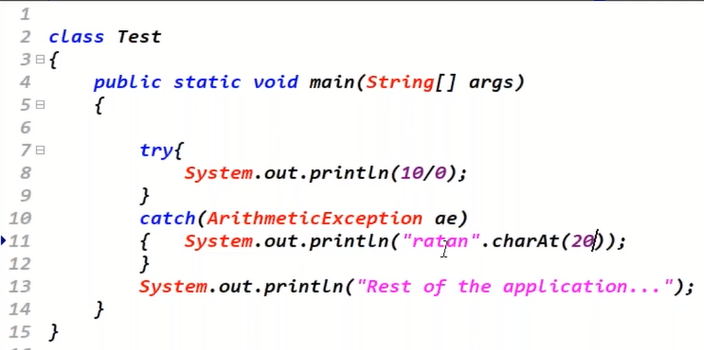 1
2 class Test
3 {
4 public static void main(String[] args)
5 {
6
7 try{
8 System.out.println(10/0);
9 }
10 catch(ArithmeticException ae)
11 { System.out.println("ratan".charAt(20));
12 }
13 System.out.println("Rest of the application...");
14 }
15 }